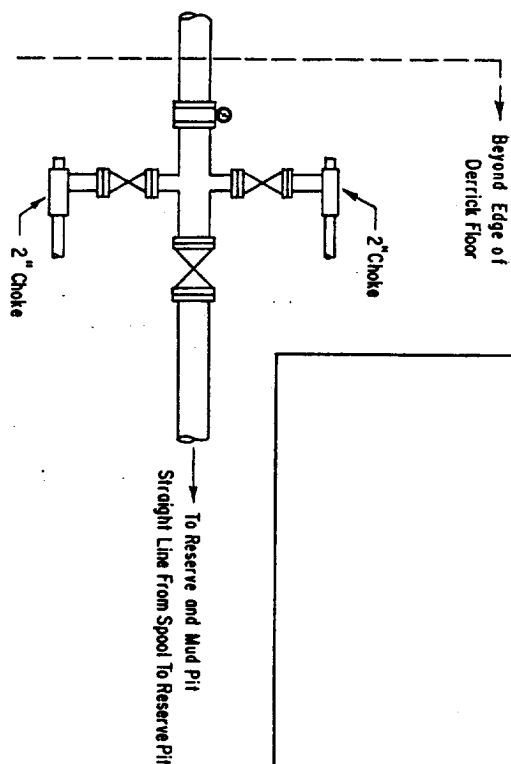 Beyond Edge of
Derrick Floor
2" Choke
2" Choke
To Reserve and Mud Pit
Straight Line From Spool To Reserve Pit